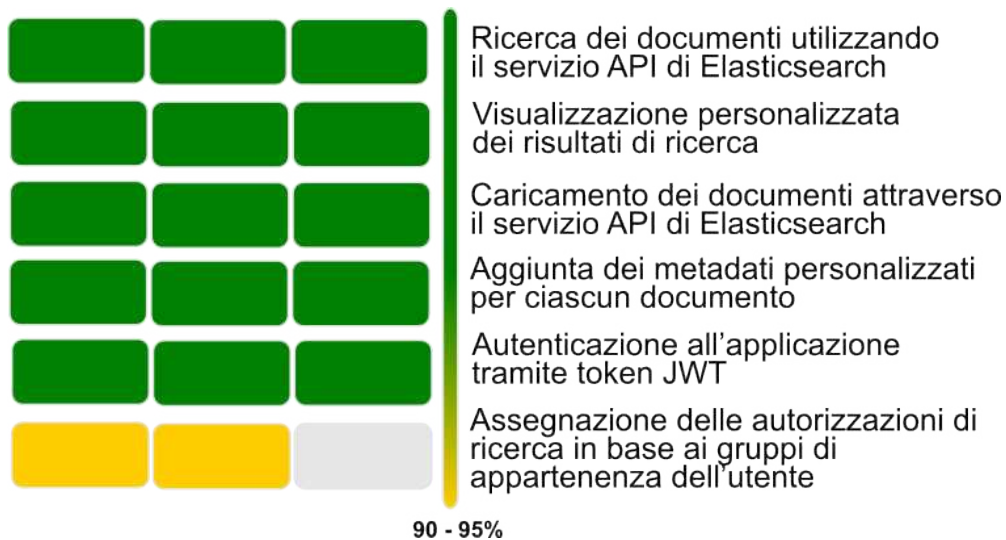 Ricerca dei documenti utilizzando
il servizio API di Elasticsearch
Visualizzazione personalizzata
dei risultati di ricerca
Caricamento dei documenti attraverso
il servizio API di Elasticsearch
Aggiunta dei metadati personalizzati
per ciascun documento
Autenticazione all'applicazione
tramite token JWT
Assegnazione delle autorizzazioni di
ricerca in base ai gruppi di
appartenenza dell'utente
90 - 95%